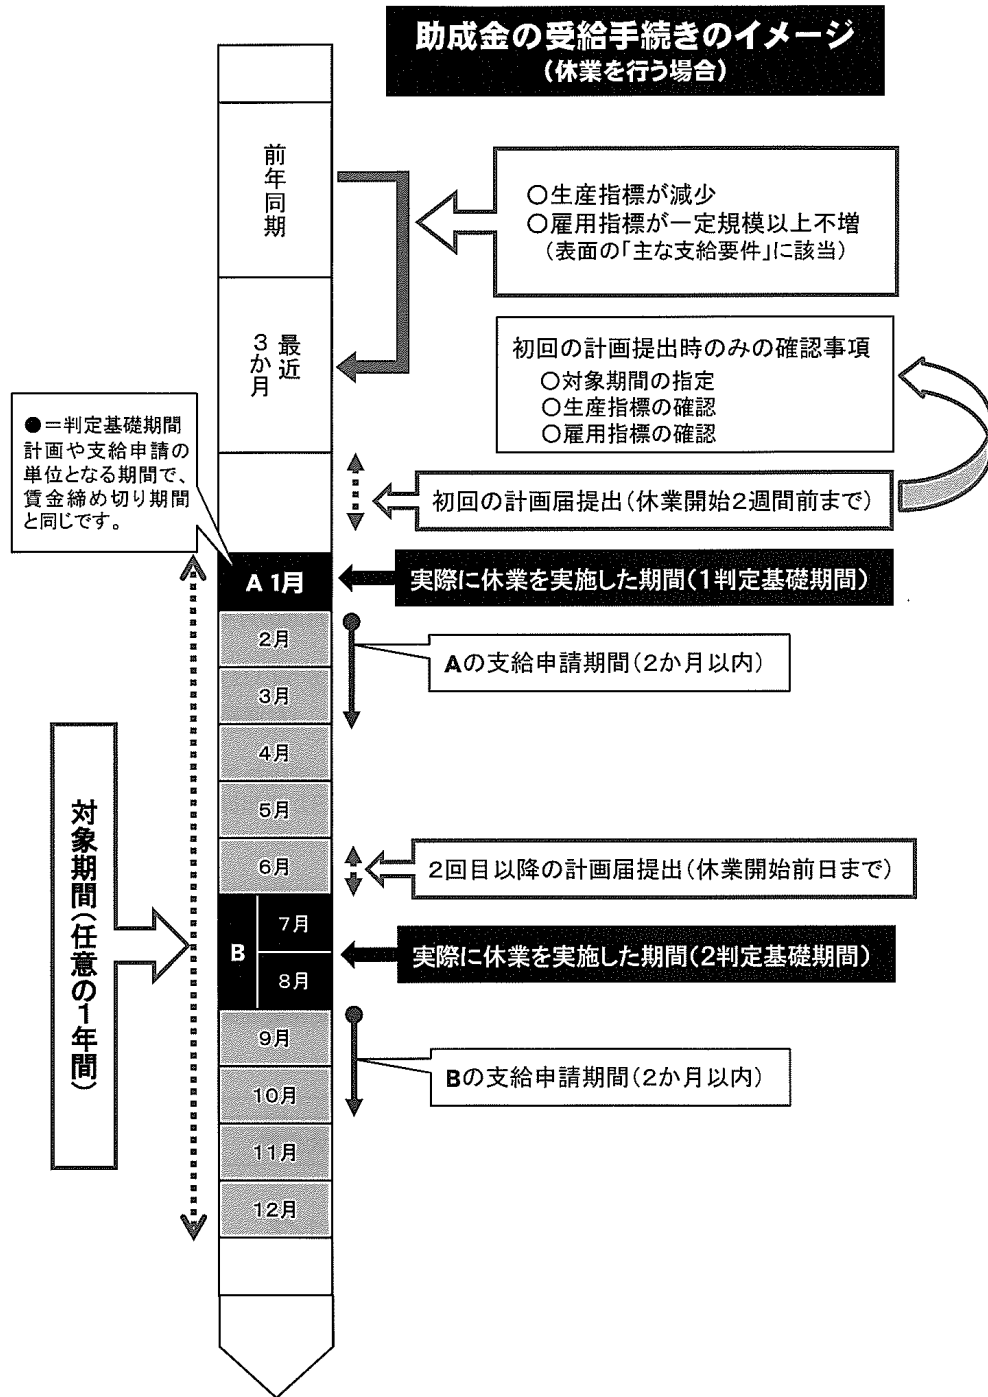 助成金の受給手続きのイメージ
(休業を行う場合)
前年同期
○生産指標が減少
○雇用指標が一定規模以上不増
(表面の「主な支給要件」に該当)
最近
3か月
初回の計画提出時のみの確認事項
○対象期間の指定
○生産指標の確認
○雇用指標の確認
●=判定基礎期間
計画や支給申請の
単位となる期間で、
賃金締め切り期間
と同じです。
初回の計画届提出(休業開始2週間前まで)
A 1月
実際に休業を実施した期間(1判定基礎期間)
2月
Aの支給申請期間(2か月以内)
3月
4月
5月
6月
2回目以降の計画届提出(休業開始前日まで)
対象期間(任意の1年間)
B
7月
8月
実際に休業を実施した期間(2判定基礎期間)
9月
Bの支給申請期間(2か月以内)
10月
11月
12月